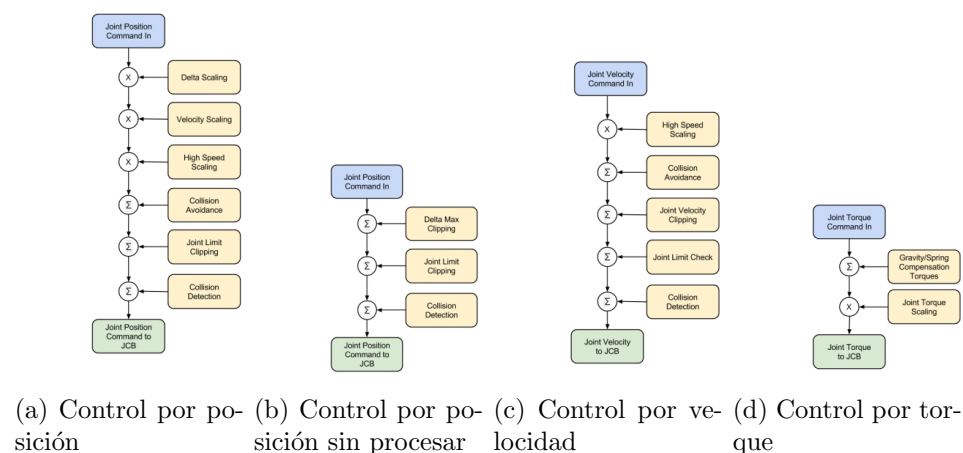 Joint Position
Command In
X
Delta Scaling
X
Velocity Scaling
X
High Speed
Scaling
Σ
Collision
Avoidance
Σ
Joint Limit
Clipping
Σ
Collision
Detection
Joint Position
Command to
JCB
Joint Position
Command In
Σ
Delta Max
Clipping
Σ
Joint Limit
Clipping
Σ
Collision
Detection
Joint Position
Command to
JCB
Joint Velocity
Command In
X
High Speed
Scaling
Σ
Collision
Avoidance
Σ
Joint Velocity
Clipping
Σ
Joint Limit Check
Σ
Collision
Detection
Joint Velocity
to JCB
Joint Torque
Command In
Σ
Gravity/Spring
Compensation
Torques
X
Joint Torque
Scaling
Joint Torque
to JCB
(a) Control por po-
sición
(b) Control por po-
sición sin procesar
(c) Control por ve-
locidad
(d) Control por tor-
que